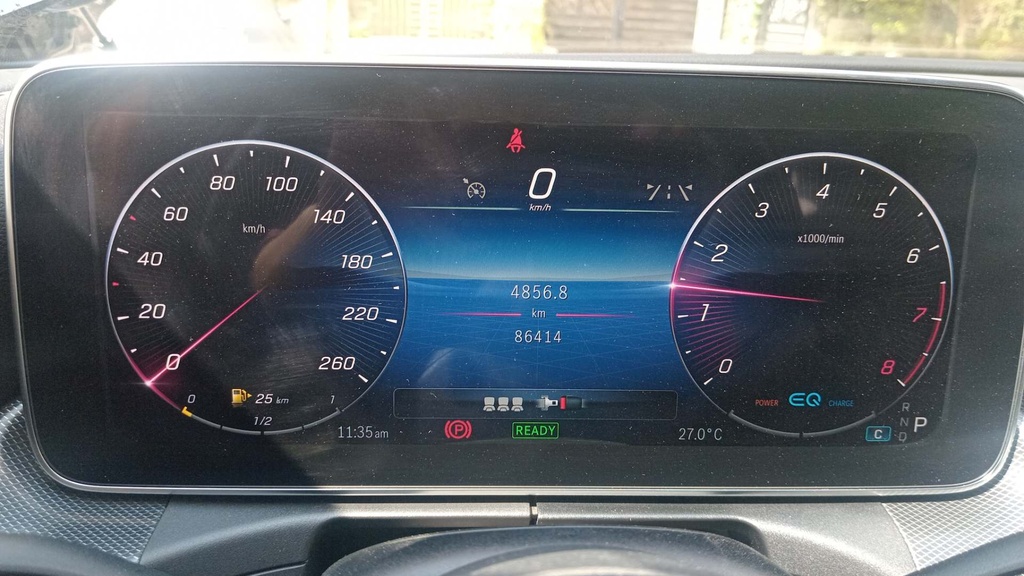 0
km/h
80 100
60 140
km/h
40 180
20 220
0 260
0 25 km 1
1/2
11:35 am
4856.8
km
86414
P
READY
27.0°C
4
3 5
x1000/min
2 6
1 7
0 8
POWER EQ CHARGE
C
R
N
D
P